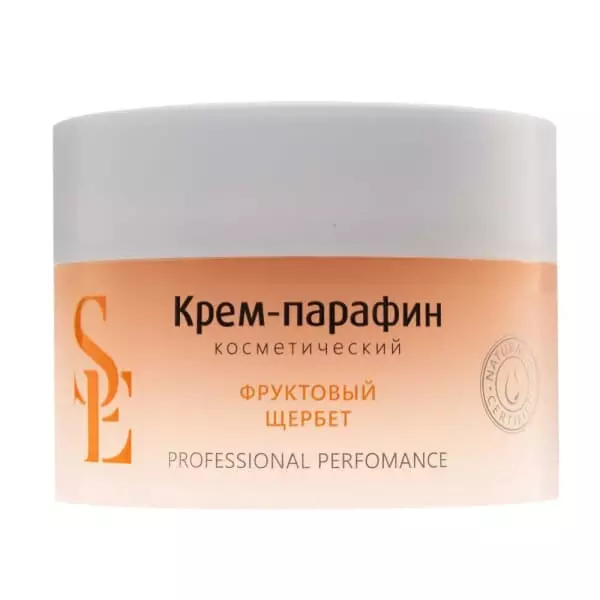 SE
Крем-парафин
косметический
ФРУКТОВЫЙ
ЩЕРБЕТ
PROFESSIONAL PERFOMANCE
NATURAL
CERTIFIED